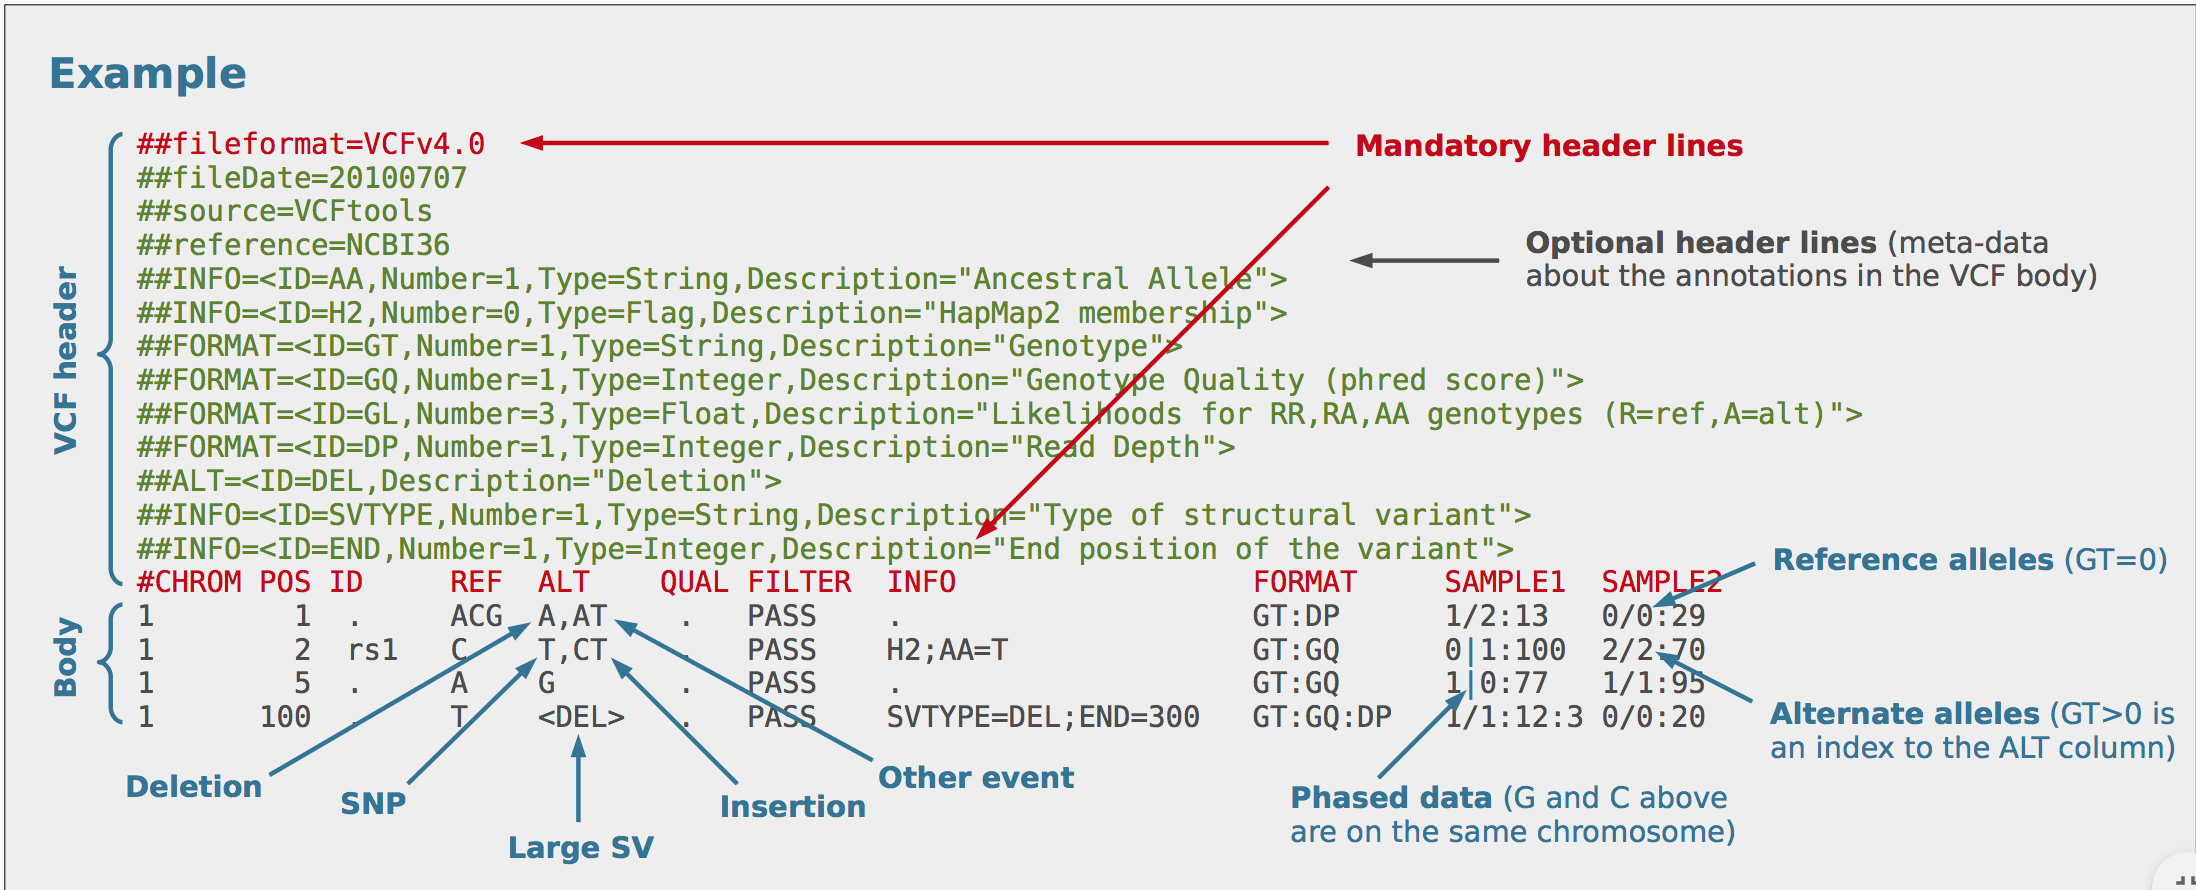 Example
VCF header
##fileformat=VCFv4.0
Mandatory header lines
##fileDate=20100707
##source=VCFtools
##reference=NCBI36
Optional header lines (meta-data
about the annotations in the VCF body)
##INFO=<ID=AA,Number=1,Type=String,Description="Ancestral Allele">
##INFO=<ID=H2,Number=0,Type=Flag,Description="HapMap2 membership">
##FORMAT=<ID=GT,Number=1,Type=String,Description="Genotype">
##FORMAT=<ID=GQ,Number=1,Type=Integer,Description="Genotype Quality (phred score)">
##FORMAT=<ID=GL,Number=3,Type=Float,Description="Likelihoods for RR,RA,AA genotypes (R=ref,A=alt)">
##FORMAT=<ID=DP,Number=1,Type=Integer,Description="Read Depth">
##ALT=<ID=DEL,Description="Deletion">
##INFO=<ID=SVTYPE,Number=1,Type=String,Description="Type of structural variant">
##INFO=<ID=END,Number=1,Type=Integer,Description="End position of the variant">
#CHROM POS ID REF ALT QUAL FILTER INFO FORMAT SAMPLE1 SAMPLE2
Body
1 1 . ACG A,AT . PASS . GT:DP 1/2:13 0/0:29
1 2 rs1 C T,CT . PASS H2;AA=T GT:GQ 0|1:100 2/2:70
1 5 . A G . PASS . GT:GQ 1|0:77 1/1:95
1 100 . T <DEL> . PASS SVTYPE=DEL;END=300 GT:GQ:DP 1/1:12:3 0/0:20
Reference alleles (GT=0)
Alternate alleles (GT>0 is
an index to the ALT column)
Deletion
SNP
Large SV
Insertion
Other event
Phased data (G and C above
are on the same chromosome)